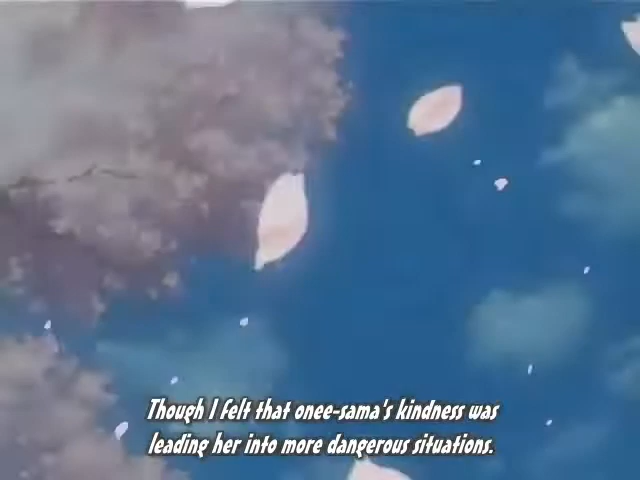 Though I felt that onee-sama's kindness was
leading her into more dangerous situations.